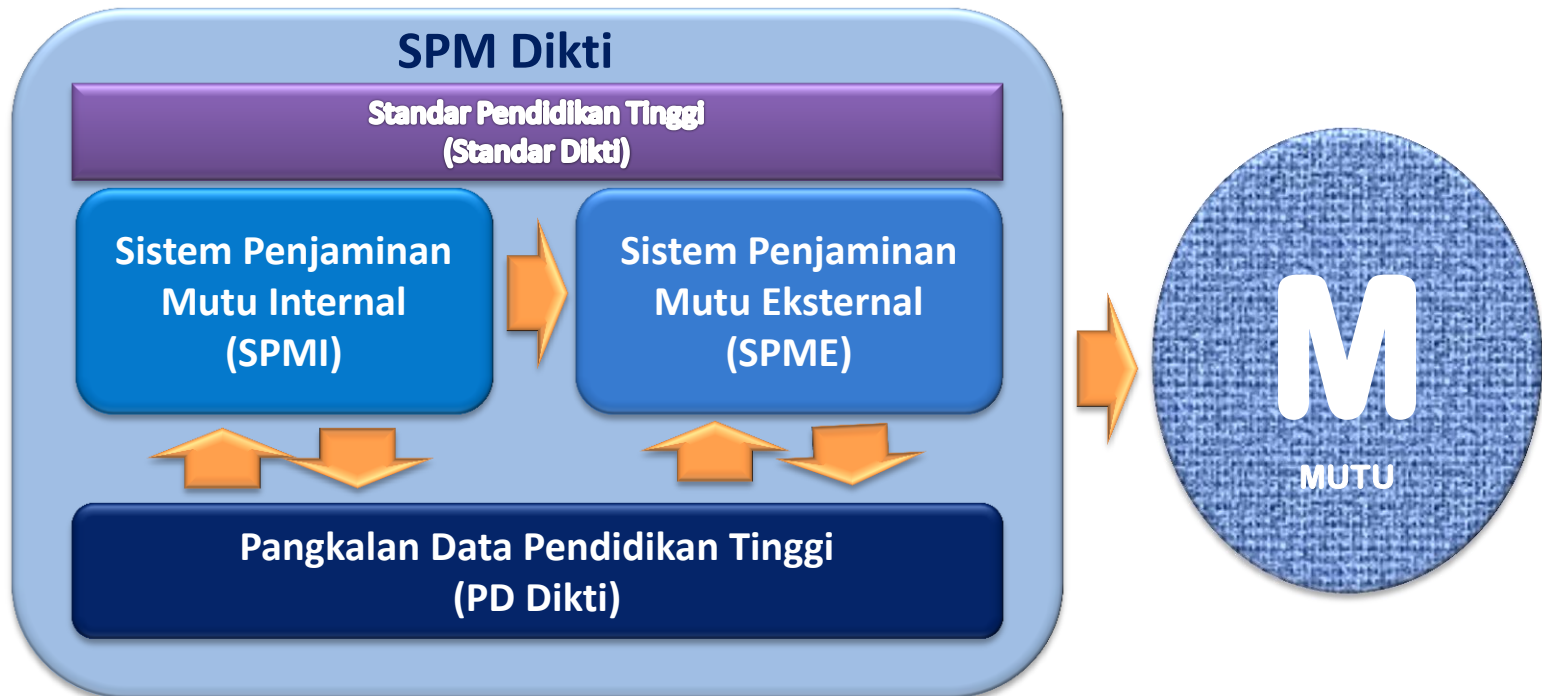 SPM Dikti
Standar Pendidikan Tinggi
(Standar Dikti)
Sistem Penjaminan
Mutu Internal
(SPMI)
Sistem Penjaminan
Mutu Eksternal
(SPME)
Pangkalan Data Pendidikan Tinggi
(PD Dikti)
M
MUTU